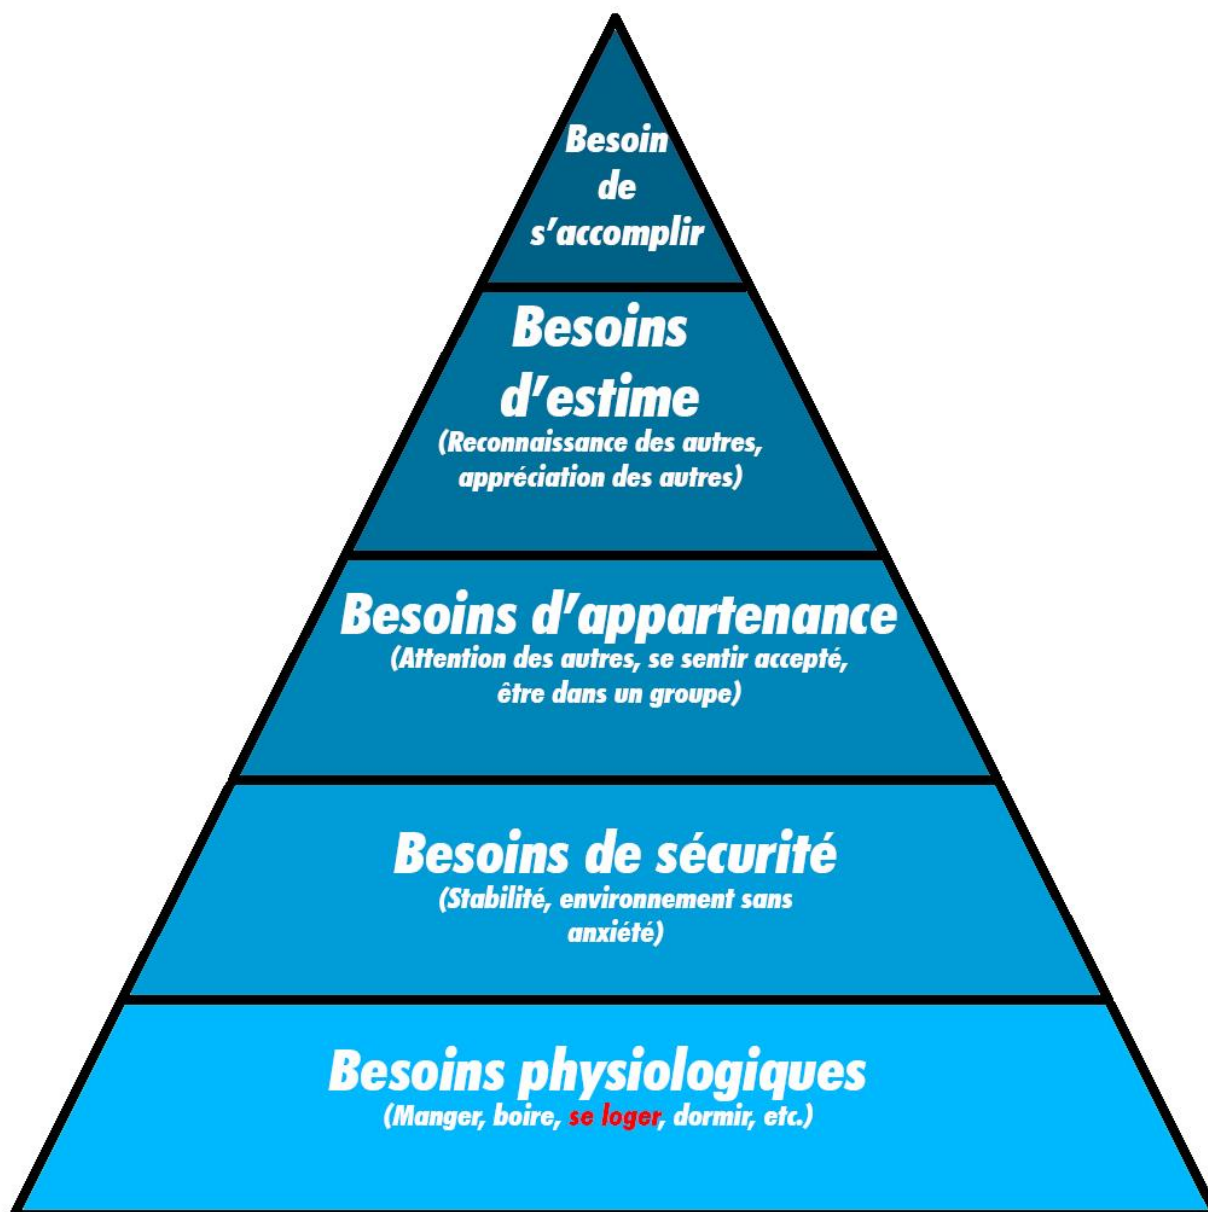 Besoin
de
s'accomplir
Besoins
d'estime
(Reconnaissance des autres,
appréciation des autres)
Besoins d'appartenance
(Attention des autres, se sentir accepté,
être dans un groupe)
Besoins de sécurité
(Stabilité, environnement sans
anxiété)
Besoins physiologiques
(Manger, boire, se loger, dormir, etc.)